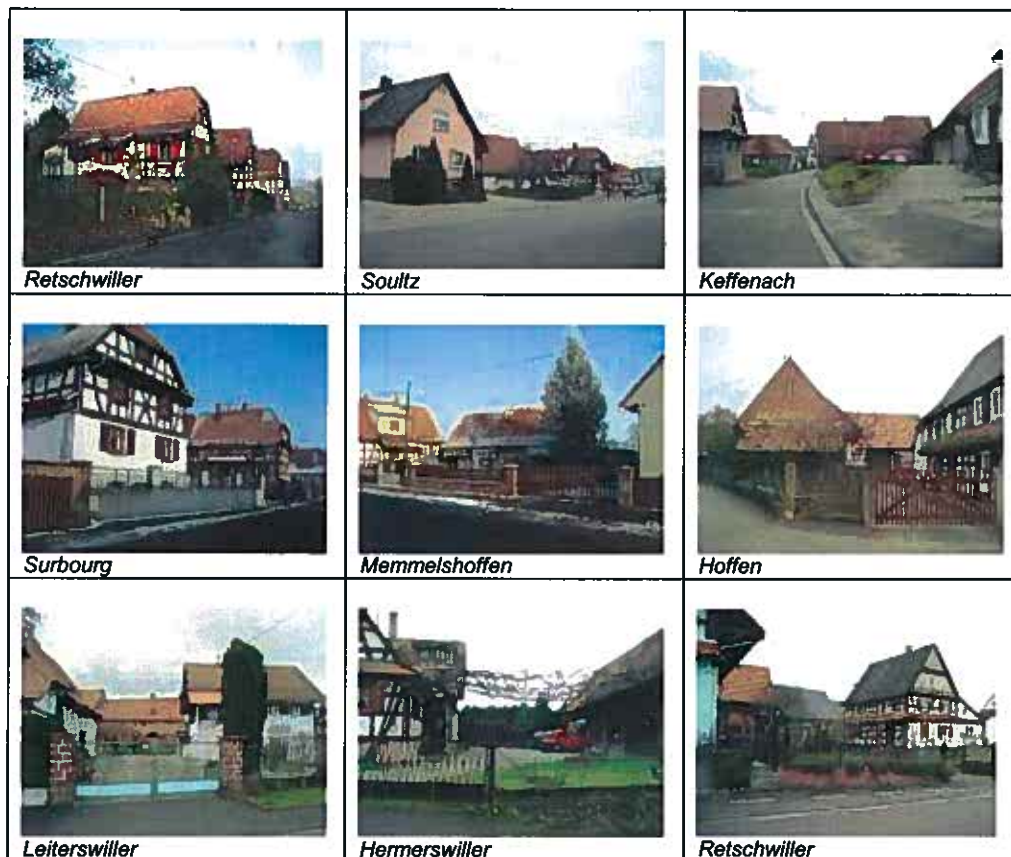 Retschwiller
Soultz
Keffenach
Surbourg
Memmelshoffen
Hoffen
Leiterswiller
Hermerswiller
Retschwiller